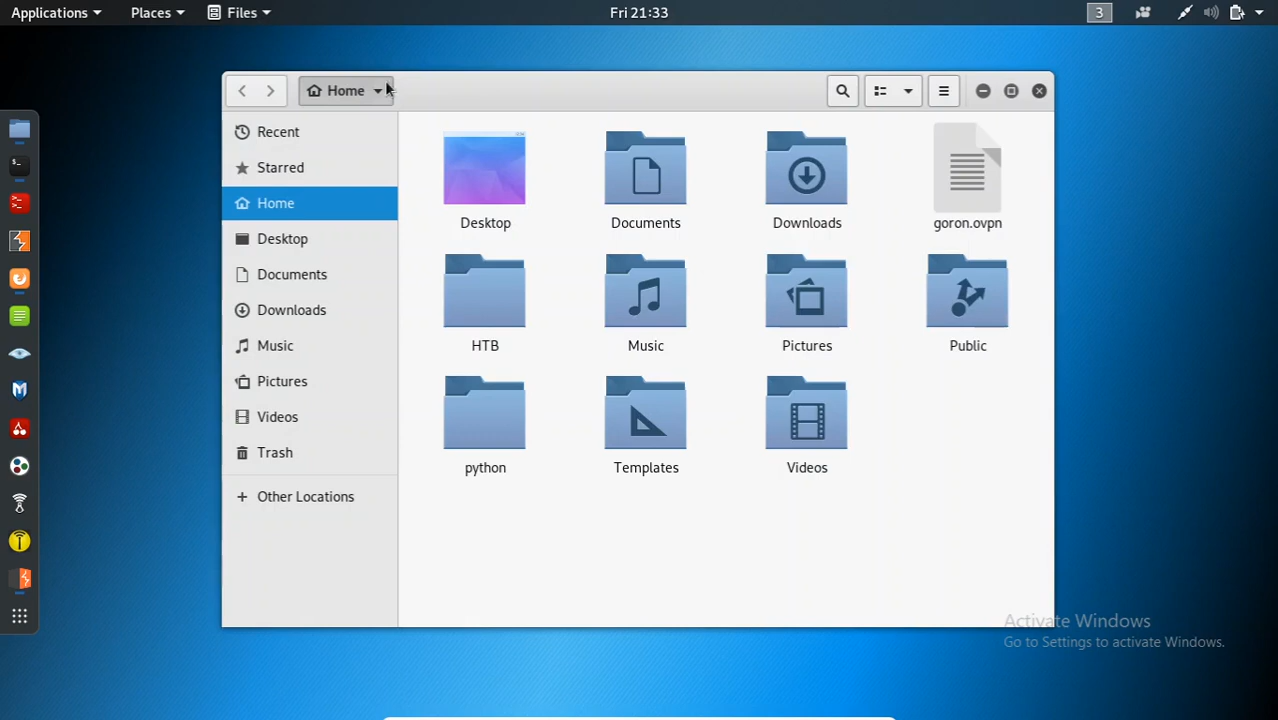 Applications Places Files Fri 21:33 3
Home
Recent
Starred
Home
Desktop
Documents
Downloads
Music
Pictures
Videos
Trash
Other Locations
Desktop Documents Downloads goron.ovpn
HTB Music Pictures Public
python Templates Videos
Activate Windows
Go to Settings to activate Windows.